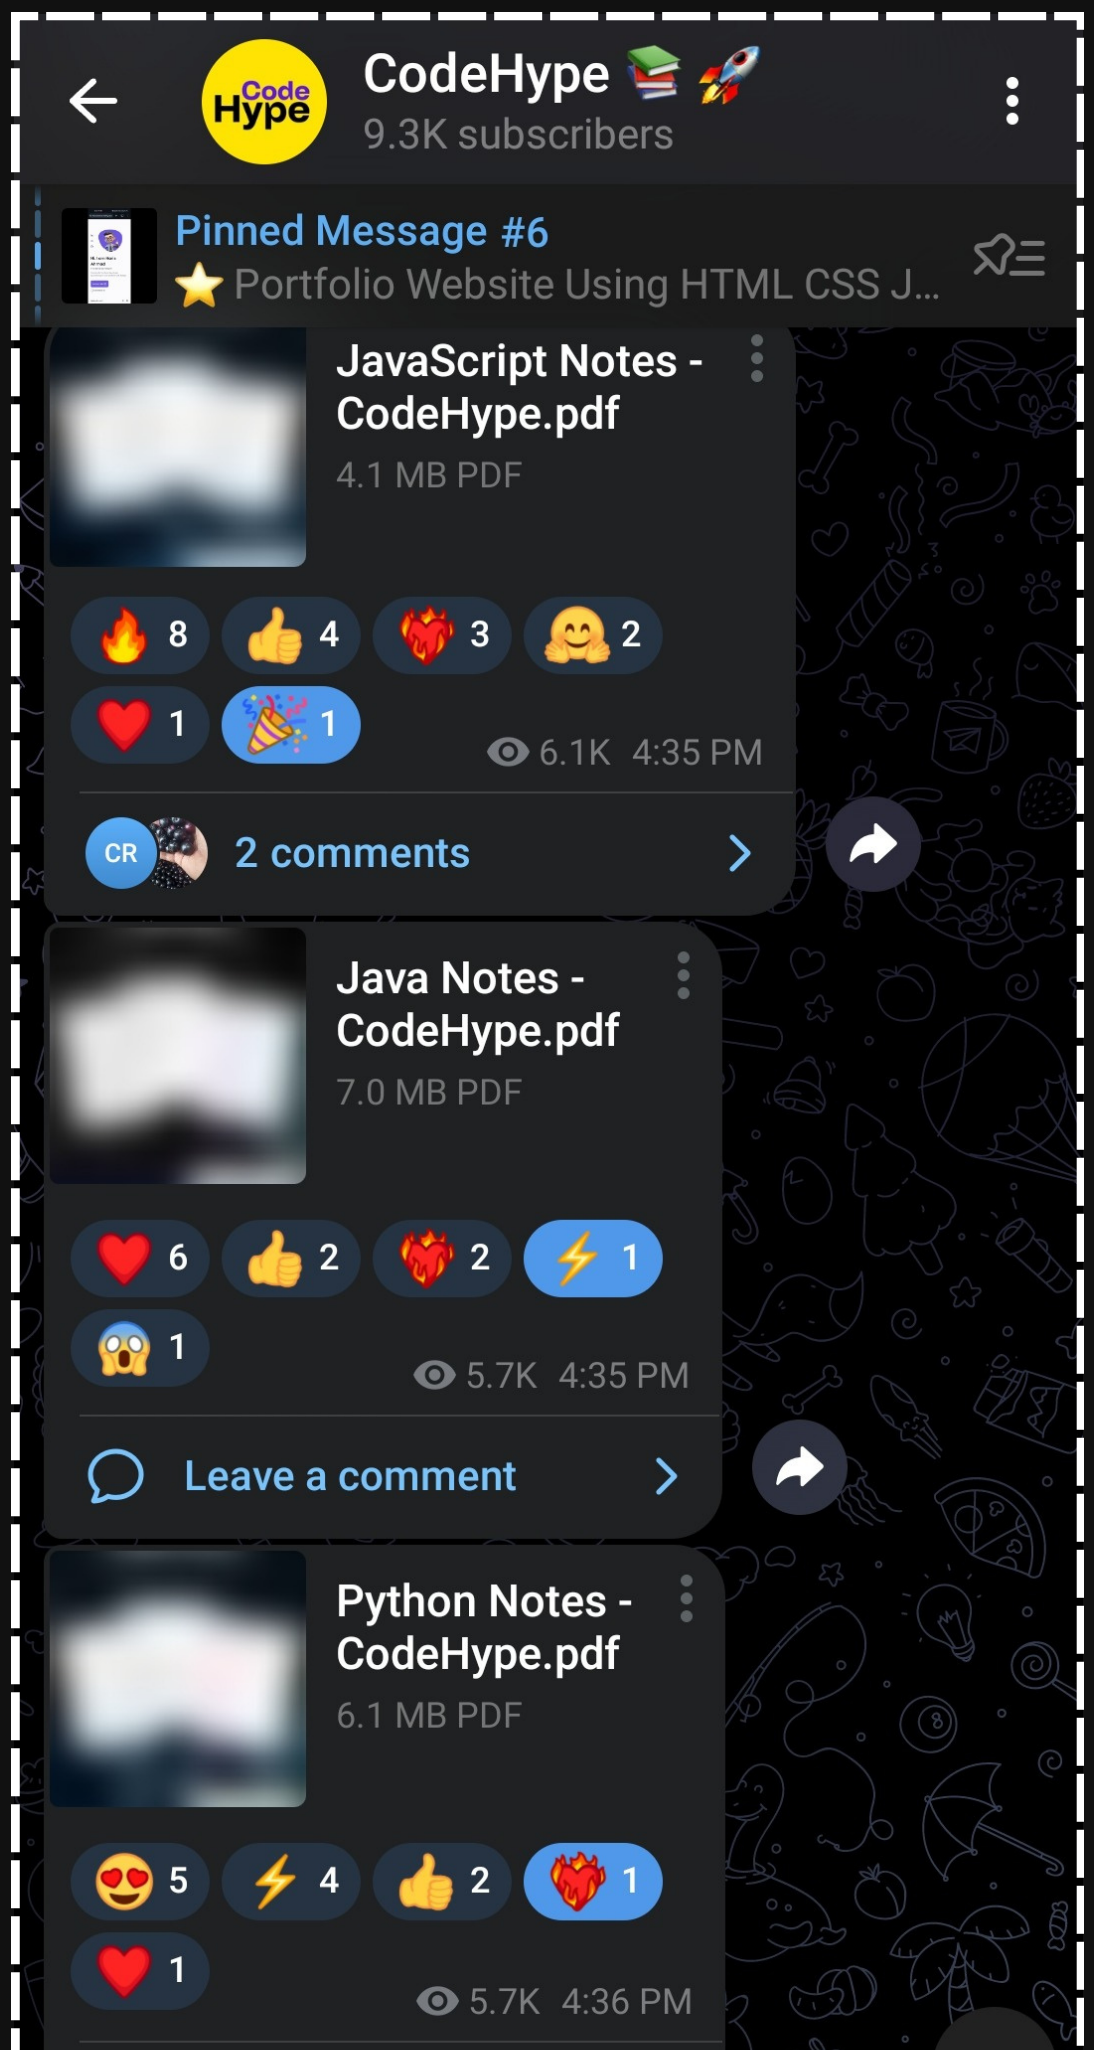 Code
Hype
CodeHype 📚 🚀
9.3K subscribers
Pinned Message #6
⭐ Portfolio Website Using HTML CSS J...
JavaScript Notes -
CodeHype.pdf
4.1 MB PDF
🔥 8 👍 4 ❤️‍🔥 3 🤗 2
❤️ 1 🎉 1
6.1K 4:35 PM
CR
2 comments
Java Notes -
CodeHype.pdf
7.0 MB PDF
❤️ 6 👍 2 ❤️‍🔥 2 ⚡ 1
😱 1
5.7K 4:35 PM
Leave a comment
Python Notes -
CodeHype.pdf
6.1 MB PDF
😍 5 ⚡ 4 👍 2 ❤️‍🔥 1
❤️ 1
5.7K 4:36 PM